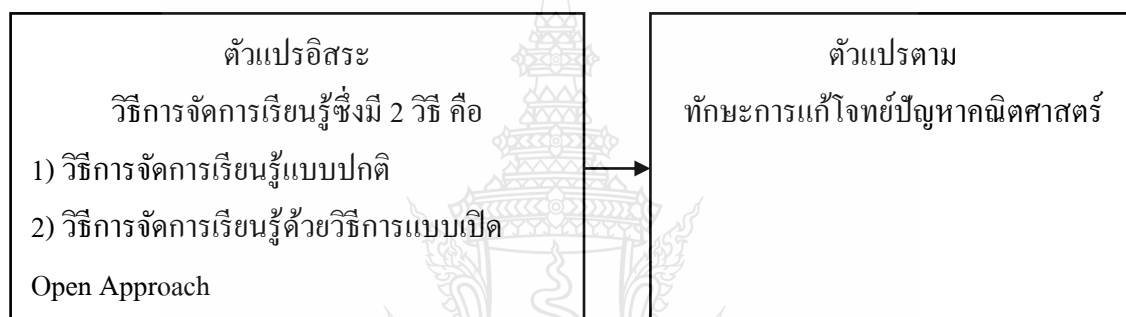 ตัวแปรอิสระ
วิธีการจัดการเรียนรู้ซึ่งมี 2 วิธี คือ
1) วิธีการจัดการเรียนรู้แบบปกติ
2) วิธีการจัดการเรียนรู้ด้วยวิธีการแบบเปิด
Open Approach
ตัวแปรตาม
ทักษะการแก้โจทย์ปัญหาคณิตศาสตร์